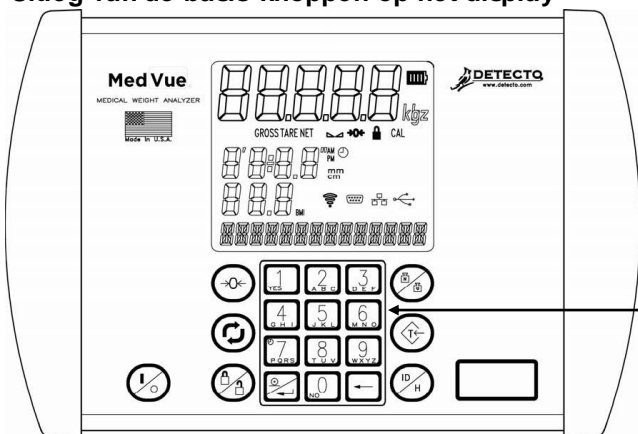 Uitleg van de basis knoppen op het display
Med Vue
MEDICAL WEIGHT ANALYZER
Made In U.S.A.
DETECTO
www.detecto.com
kgz
GROSS TARE NET
CAL
AM
PM
mm
cm
BMI
→0←
1 YES
2 ABC
3 DEF
4 GHI
5 JKL
6 MNO
T←
7 PQRS
8 TUV
9 WXYZ
0 NO
←
ID/H